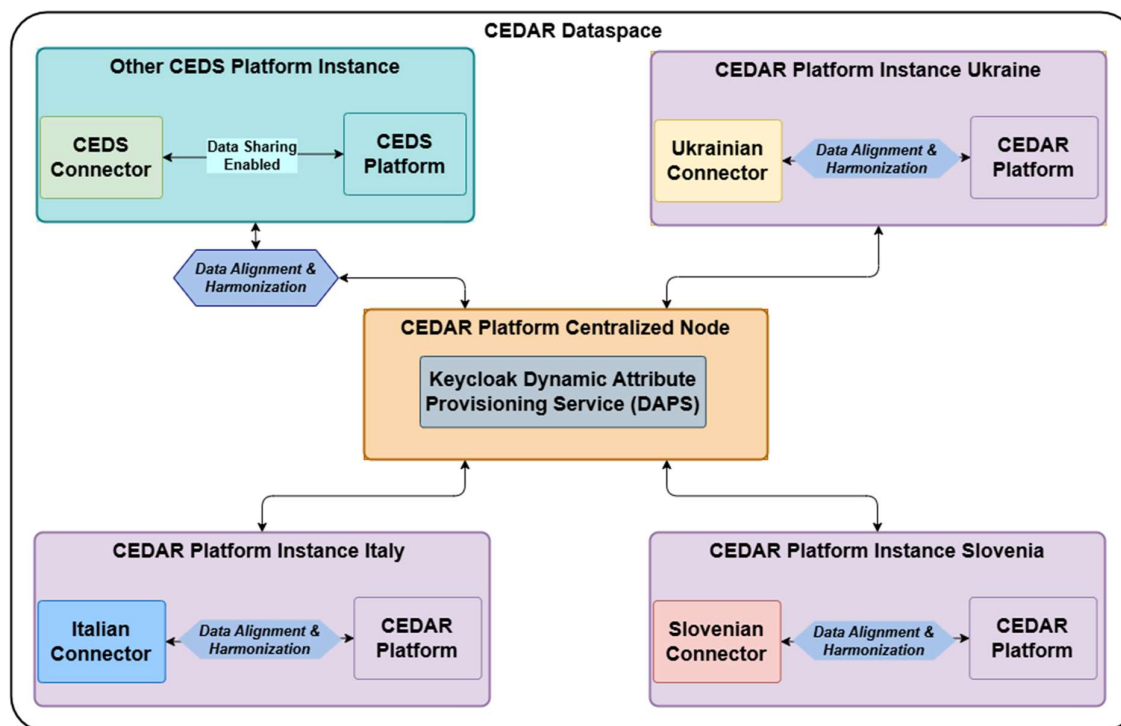 CEDAR Dataspace
Other CEDS Platform Instance
CEDS
Connector
Data Sharing
Enabled
CEDS
Platform
CEDAR Platform Instance Ukraine
Ukrainian
Connector
Data Alignment &
Harmonization
CEDAR
Platform
Data Alignment &
Harmonization
CEDAR Platform Centralized Node
Keycloak Dynamic Attribute
Provisioning Service (DAPS)
CEDAR Platform Instance Italy
Italian
Connector
Data Alignment &
Harmonization
CEDAR
Platform
CEDAR Platform Instance Slovenia
Slovenian
Connector
Data Alignment &
Harmonization
CEDAR
Platform